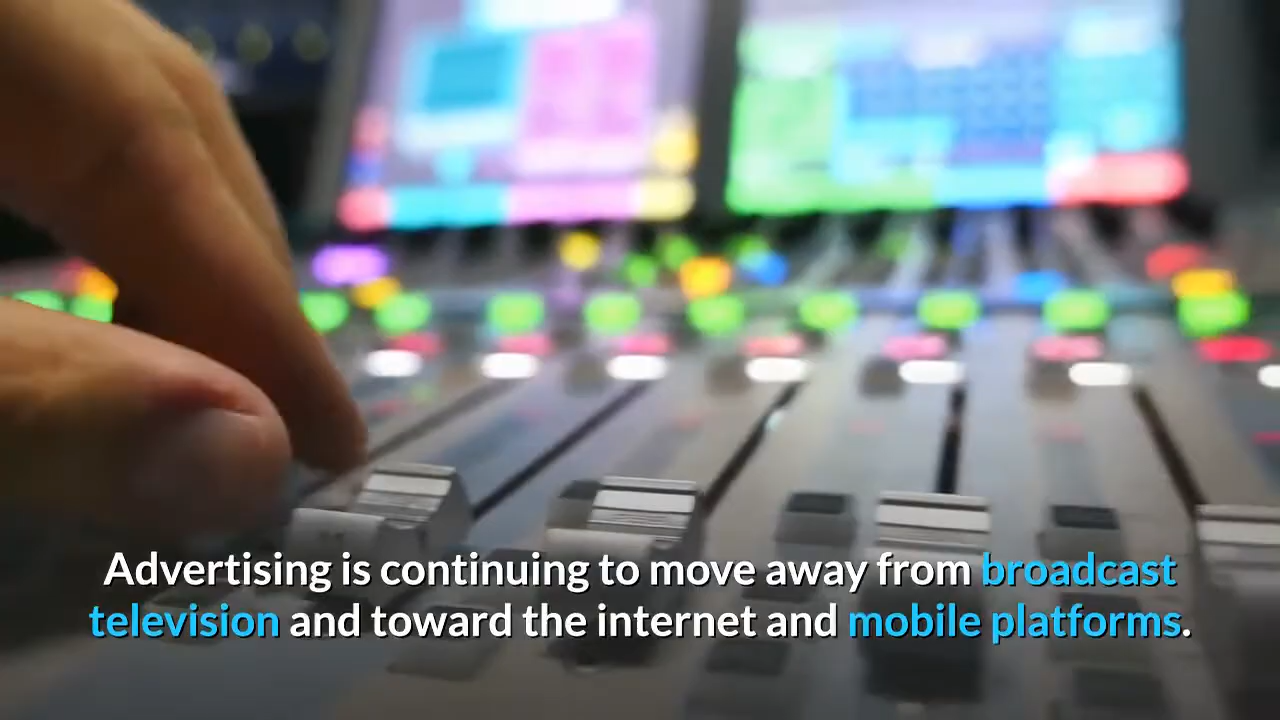 Advertising is continuing to move away from broadcast
television and toward the internet and mobile platforms.